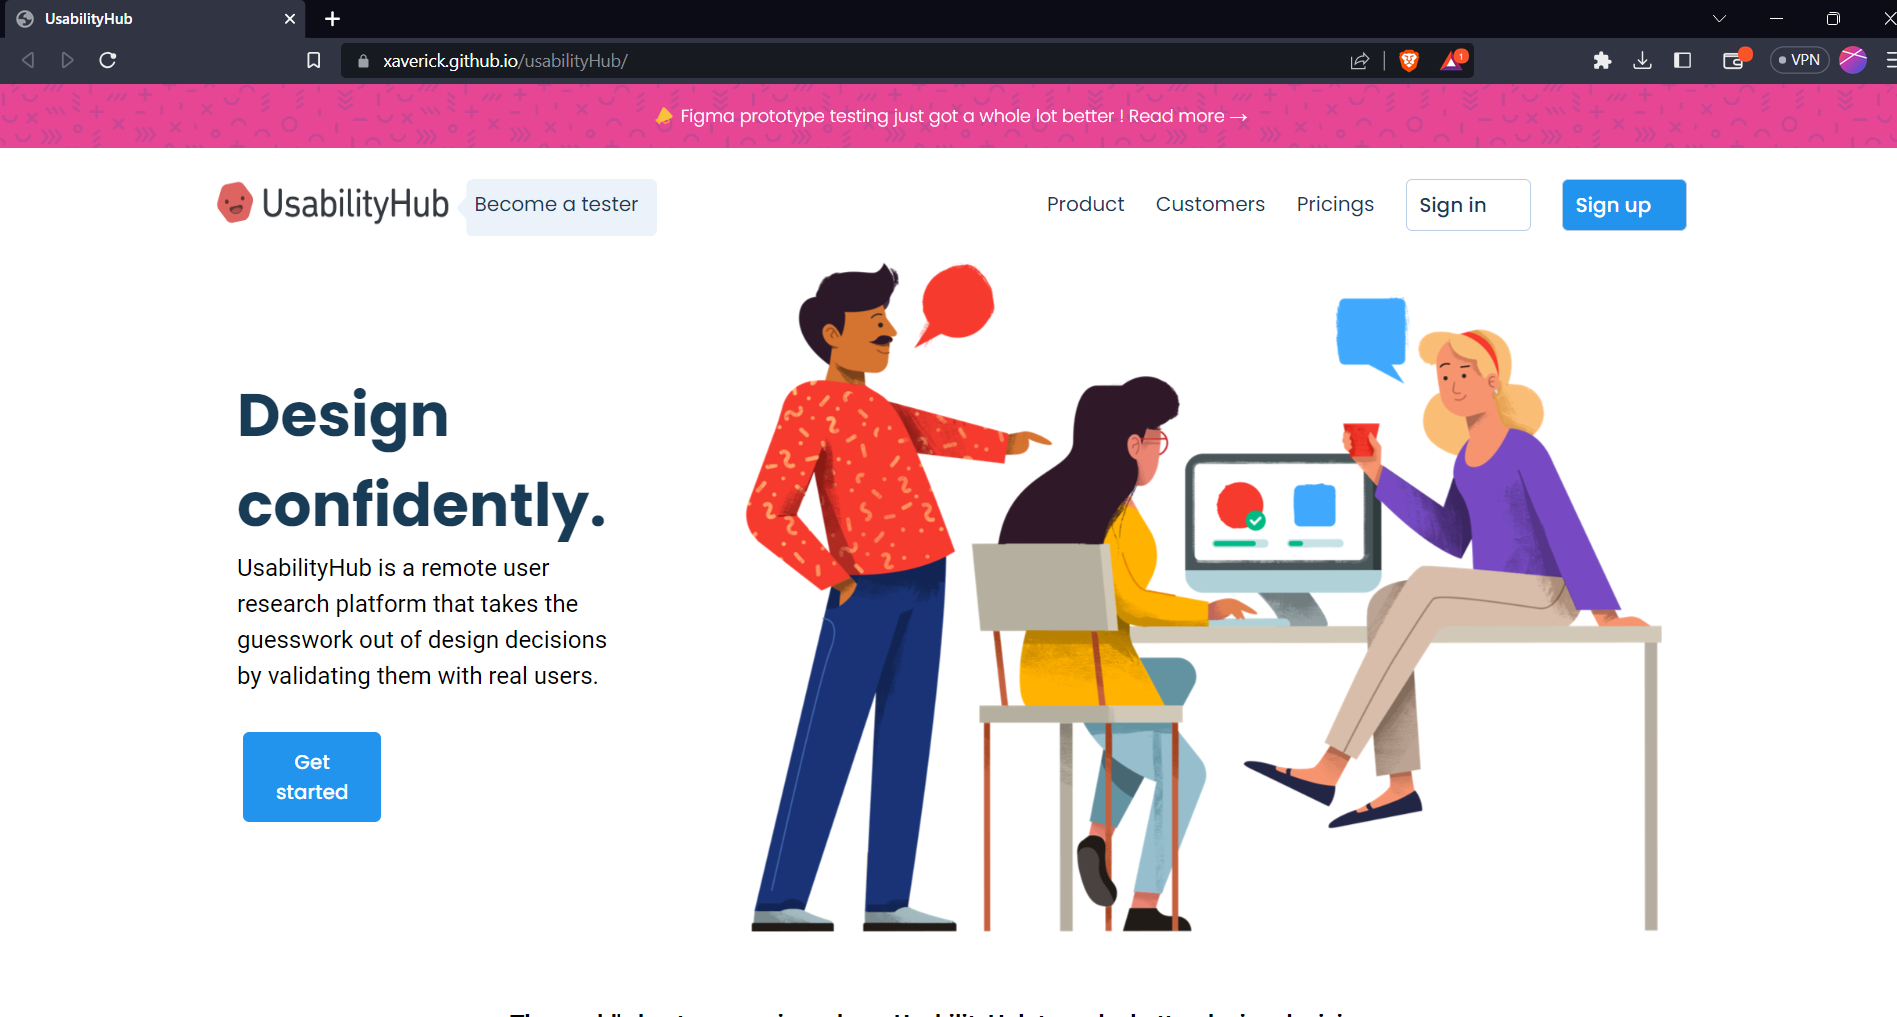 UsabilityHub
xaverick.github.io/usabilityHub/
1
VPN
Figma prototype testing just got a whole lot better ! Read more →
UsabilityHub
Become a tester
Product
Customers
Pricings
Sign in
Sign up
Design
confidently.
UsabilityHub is a remote user
research platform that takes the
guesswork out of design decisions
by validating them with real users.
Get
started